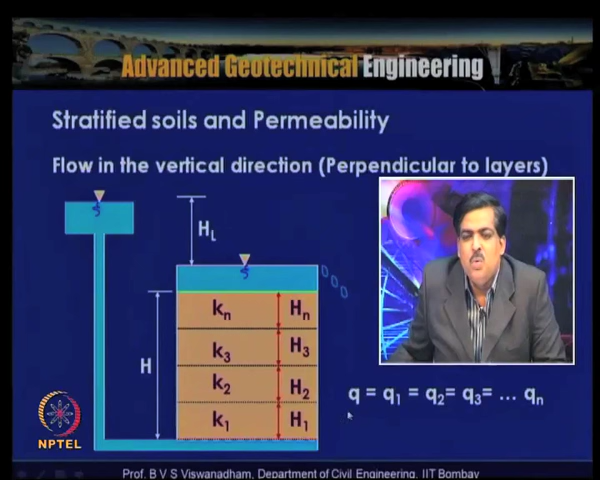 Advanced Geotechnical Engineering
Stratified soils and Permeability
Flow in the vertical direction (Perpendicular to layers)
H_L
k_n H_n
k_3 H_3
H
k_2 H_2
k_1 H_1
q = q_1 = q_2= q_3= ... q_n
NPTEL
Prof. B V S Viswanadham, Department of Civil Engineering, IIT Bombay